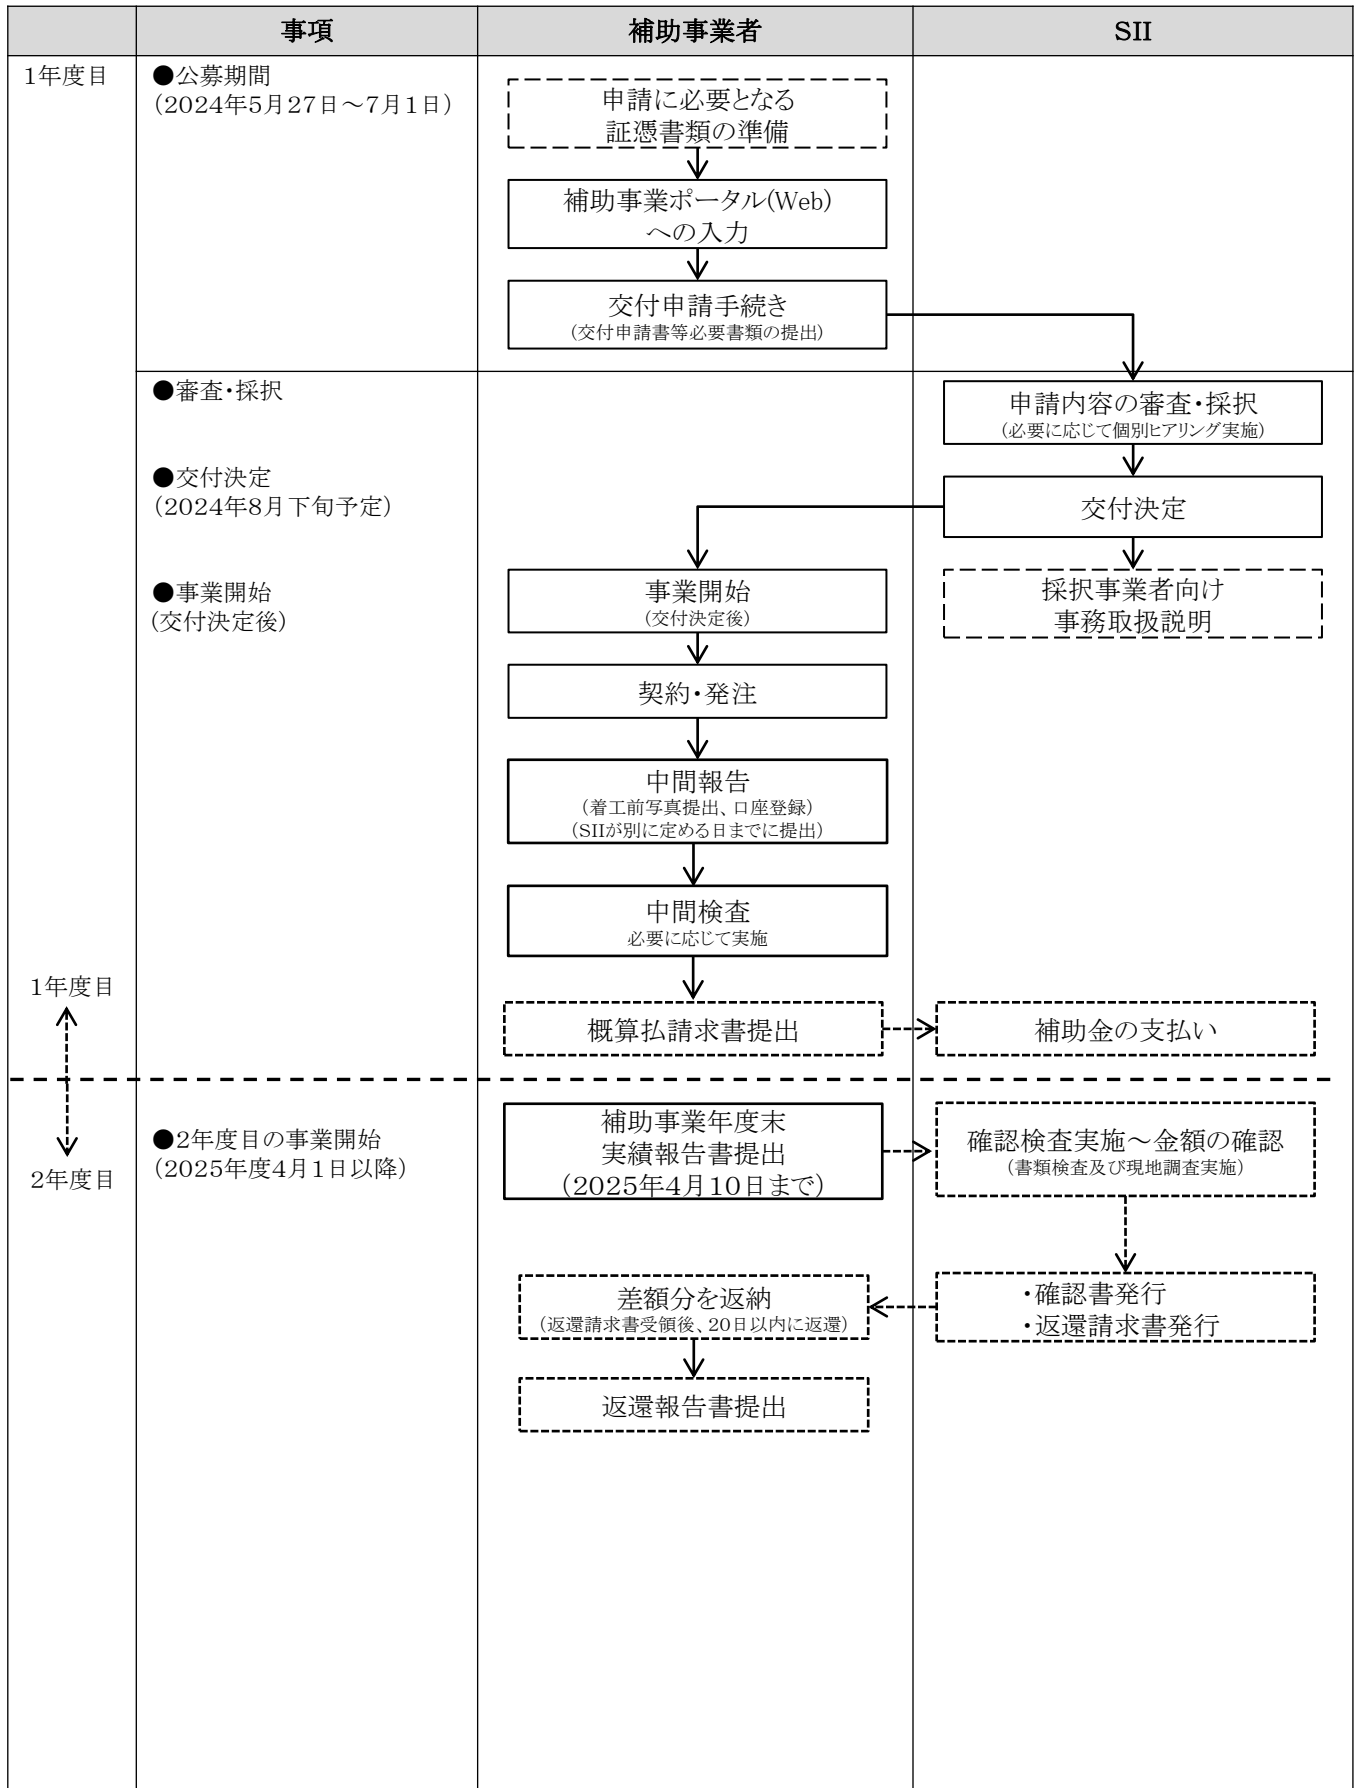 事項
補助事業者
SII
1年度目
●公募期間
(2024年5月27日～7月1日)
申請に必要となる
証憑書類の準備
補助事業ポータル(Web)
への入力
交付申請手続き
(交付申請書等必要書類の提出)
●審査・採択
申請内容の審査・採択
(必要に応じて個別ヒアリング実施)
●交付決定
(2024年8月下旬予定)
交付決定
●事業開始
(交付決定後)
事業開始
(交付決定後)
採択事業者向け
事務取扱説明
契約・発注
中間報告
(着工前写真提出、口座登録)
(SIIが別に定める日までに提出)
中間検査
必要に応じて実施
1年度目
概算払請求書提出
補助金の支払い
2年度目
●2年度目の事業開始
(2025年度4月1日以降)
補助事業年度末
実績報告書提出
(2025年4月10日まで)
確認検査実施～金額の確認
(書類検査及び現地調査実施)
差額分を返納
(返還請求書受領後、20日以内に返還)
・確認書発行
・返還請求書発行
返還報告書提出